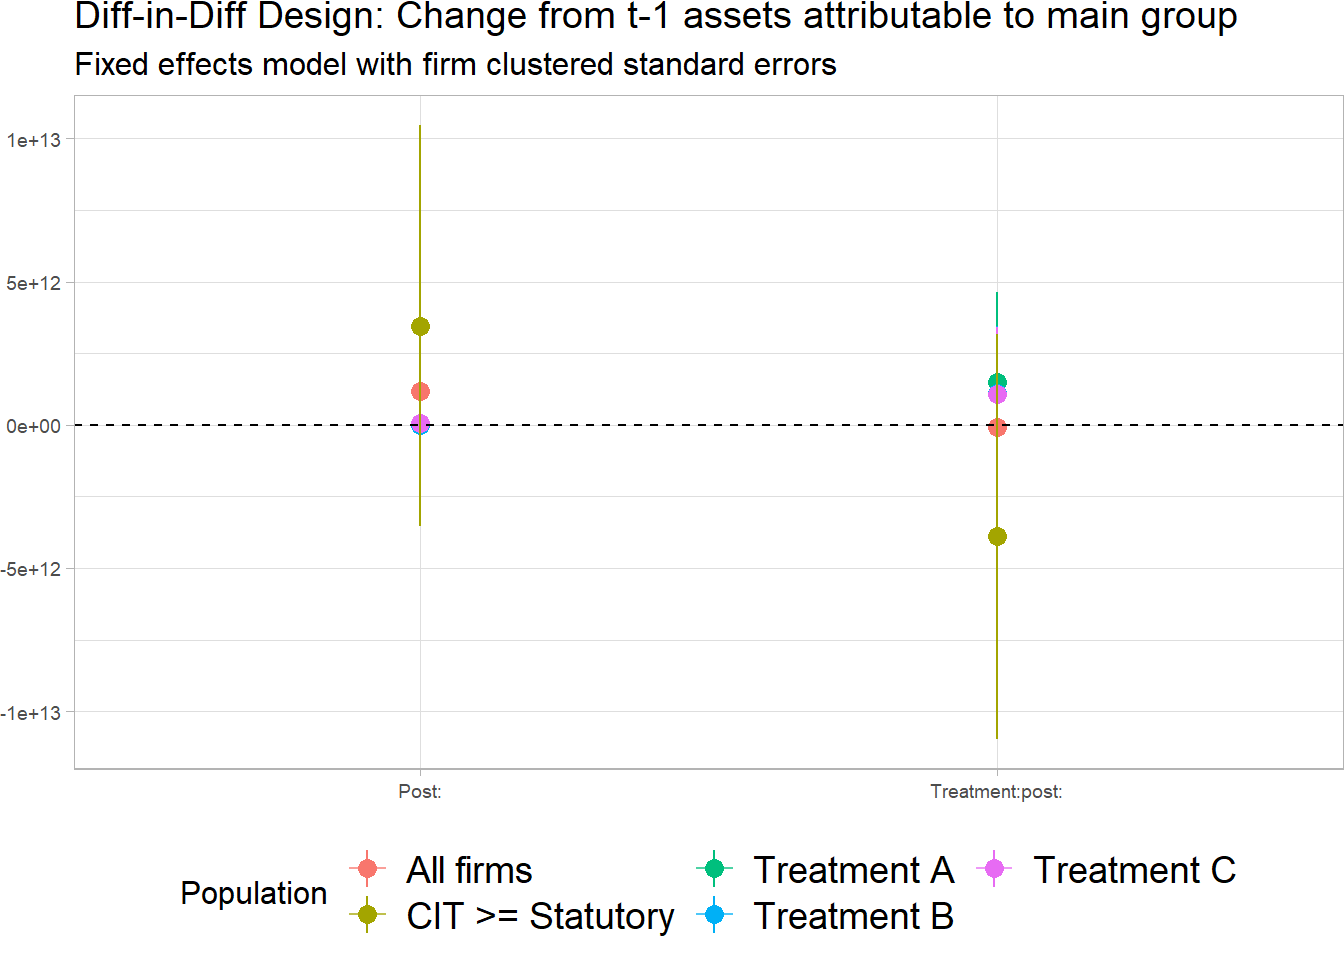 Diff-in-Diff Design: Change from t-1 assets attributable to main group
Fixed effects model with firm clustered standard errors
1e+13
5e+12
0e+00
-5e+12
-1e+13
Post:
Treatment:post:
Population
All firms
CIT >= Statutory
Treatment A
Treatment B
Treatment C